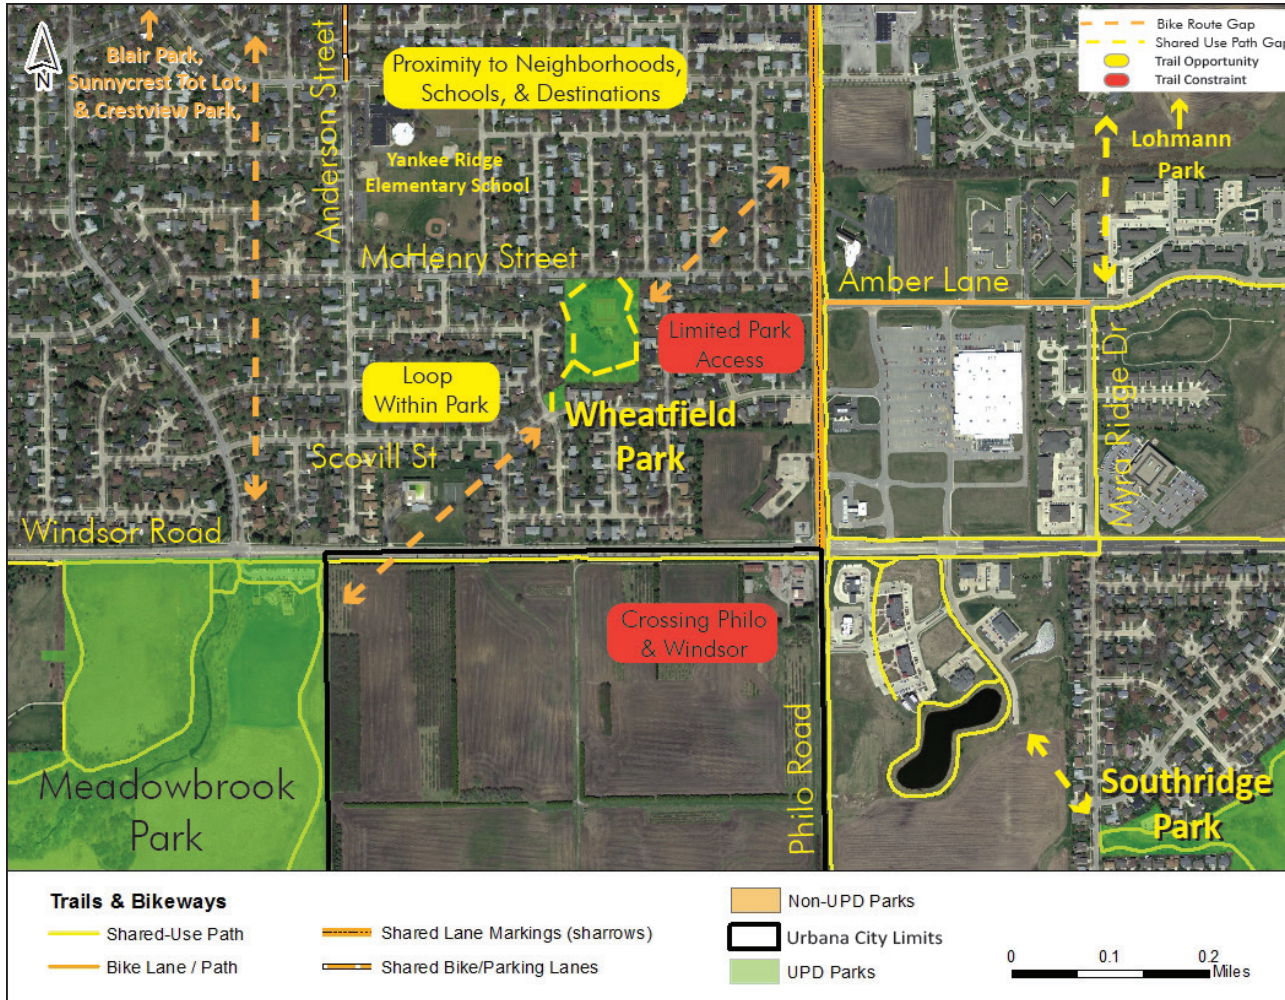 Blair Park,
Sunnycrest Tot Lot,
& Crestview Park,
N
Anderson Street
Proximity to Neighborhoods,
Schools, & Destinations
Yankee Ridge
Elementary School
Bike Route Gap
Shared Use Path Gap
Trail Opportunity
Trail Constraint
Lohmann
Park
McHenry Street
Amber Lane
Limited Park
Access
Loop
Within Park
Wheatfield
Park
Scovill St
Myra Ridge Dr
Windsor Road
Crossing Philo
& Windsor
Philo Road
Meadowbrook
Park
Southridge
Park
Trails & Bikeways
Shared-Use Path
Bike Lane / Path
Shared Lane Markings (sharrows)
Shared Bike/Parking Lanes
Non-UPD Parks
Urbana City Limits
UPD Parks
0 0.1 0.2
Miles